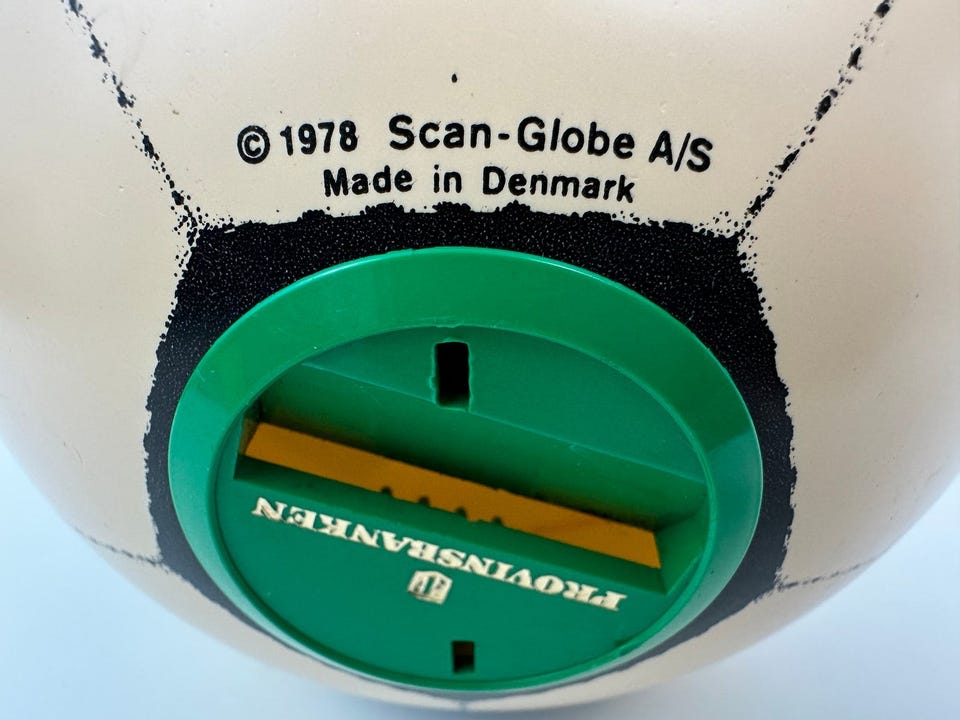 © 1978 Scan-Globe A/S
Made in Denmark
PROVINSBANKEN